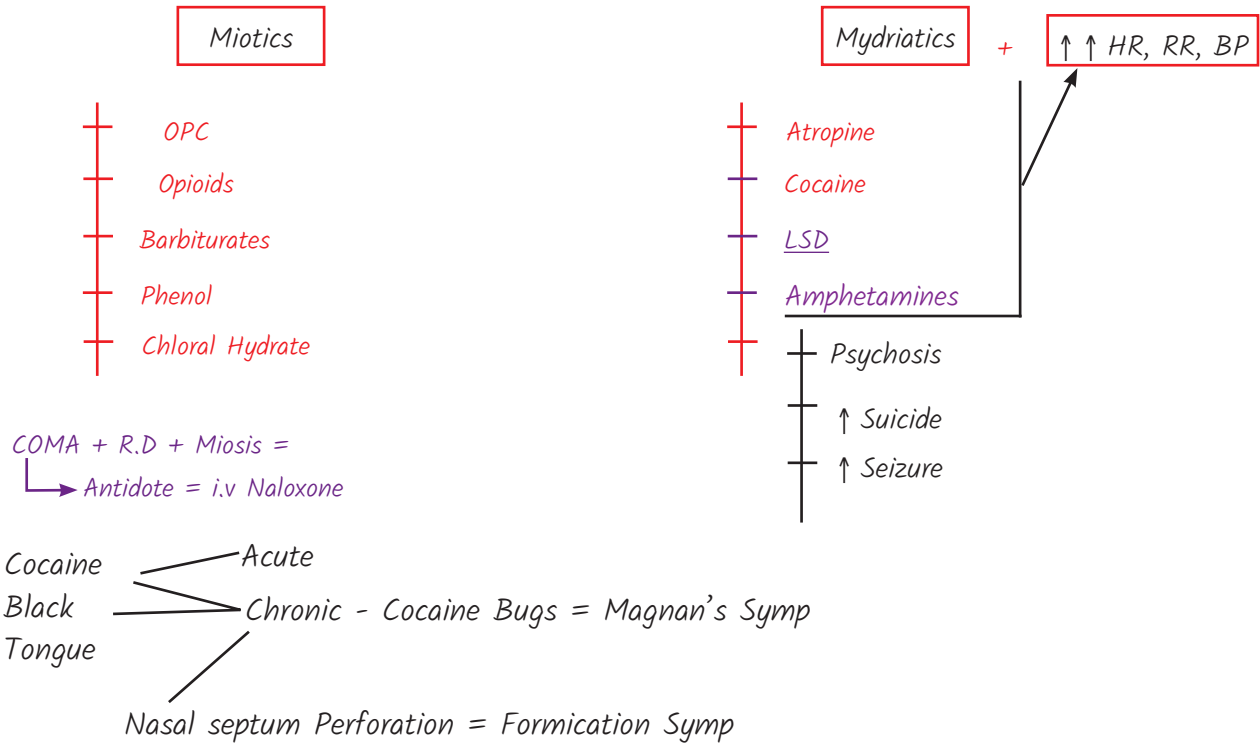 Miotics
OPC
Opioids
Barbiturates
Phenol
Chloral Hydrate
Mydriatics + ↑ ↑ HR, RR, BP
Atropine
Cocaine
LSD
Amphetamines
Psychosis
↑ Suicide
↑ Seizure
COMA + R.D + Miosis =
Antidote = i.v Naloxone
Cocaine
Black
Tongue
Acute
Chronic - Cocaine Bugs = Magnan's Symp
Nasal septum Perforation = Formication Symp